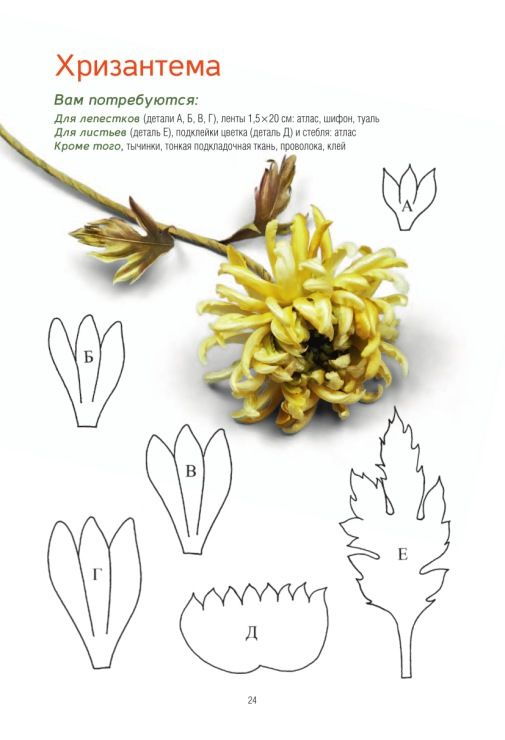 Хризантема
Вам потребуются:
Для лепестков (детали А, Б, В, Г), ленты 1,5×20 см: атлас, шифон, туаль
Для листьев (деталь Е), подклейки цветка (деталь Д) и стебля: атлас
Кроме того, тычинки, тонкая подкладочная ткань, проволока, клей
А
Б
В
Г
Д
Е
24